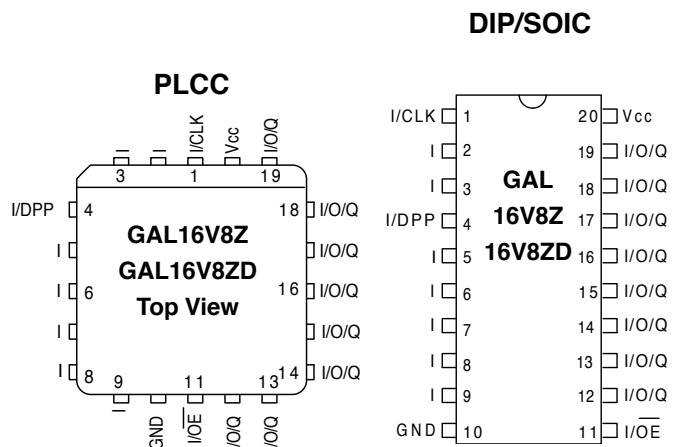 DIP/SOIC
PLCC
I I I/CLK Vcc I/O/Q
3 1 19
I/DPP 4 18 I/O/Q
I I/O/Q
I 6 16 I/O/Q
I I/O/Q
I 8 14 I/O/Q
GAL16V8Z
GAL16V8ZD
Top View
9 11 13
I GND I/OE I/O/Q I/O/Q
I/CLK 1 20 Vcc
I 2 19 I/O/Q
I 3 18 I/O/Q
I/DPP 4 17 I/O/Q
I 5 16 I/O/Q
I 6 15 I/O/Q
I 7 14 I/O/Q
I 8 13 I/O/Q
I 9 12 I/O/Q
GND 10 11 I/OE
GAL
16V8Z
16V8ZD